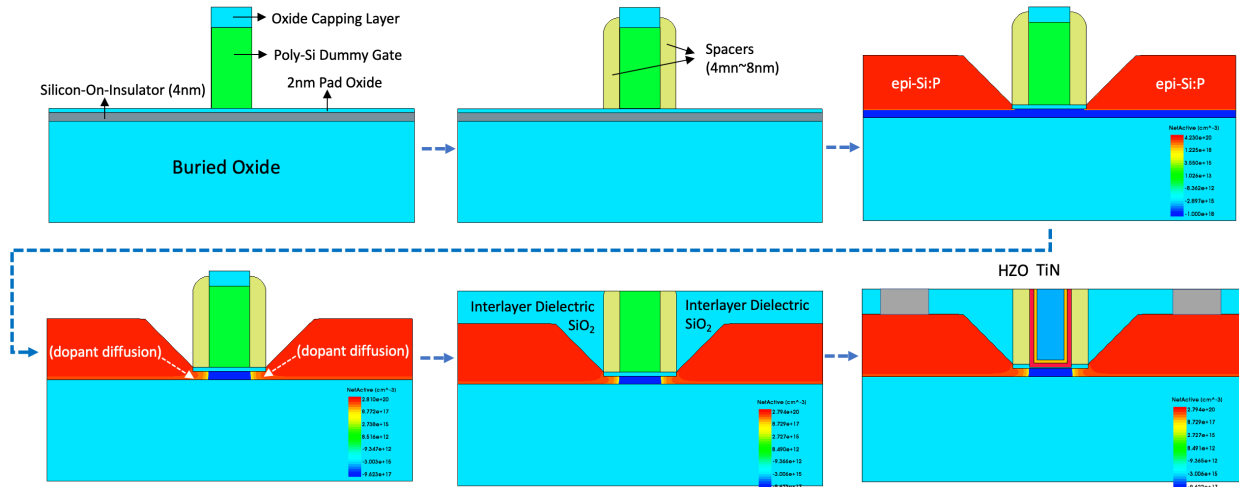 Oxide Capping Layer
Poly-Si Dummy Gate
Silicon-On-Insulator (4nm)
2nm Pad Oxide
Buried Oxide
Spacers
(4mn~8nm)
epi-Si:P
epi-Si:P
NetActive (cm^-3)
4.230e+20
1.225e+18
3.550e+15
1.026e+13
-8.362e+12
-2.897e+15
-1.000e+18
(dopant diffusion)
(dopant diffusion)
NetActive (cm^-3)
2.810e+20
8.772e+17
2.738e+15
8.516e+12
-9.347e+12
-3.003e+15
-9.623e+17
Interlayer Dielectric
SiO₂
Interlayer Dielectric
SiO₂
NetActive (cm^-3)
2.794e+20
8.729e+17
2.727e+15
8.490e+12
-9.366e+12
-3.006e+15
HZO TiN
NetActive (cm^-3)
2.794e+20
8.729e+17
2.727e+15
8.491e+12
-9.365e+12
-3.006e+15